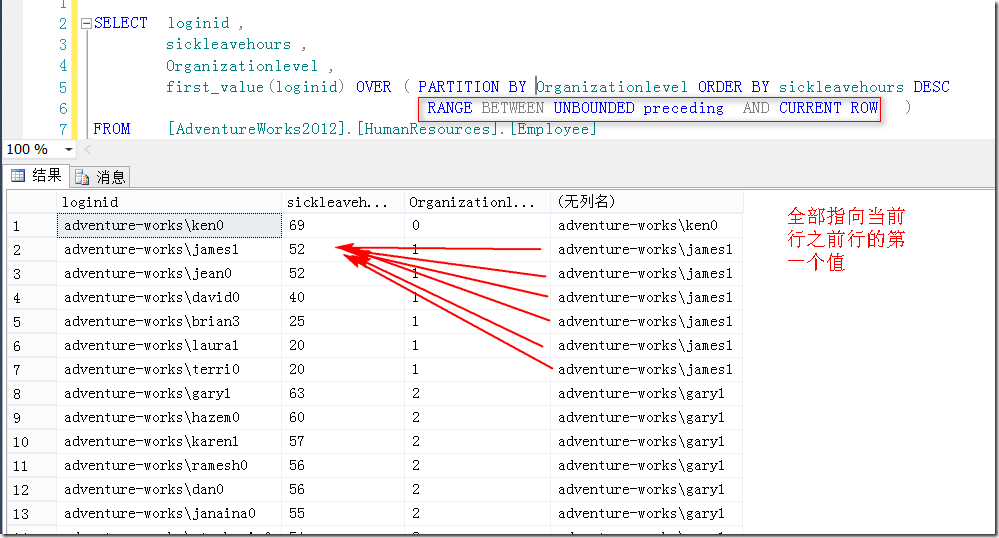 1
2 SELECT loginid ,
3 sickleavehours ,
4 Organizationlevel ,
5 first_value(loginid) OVER ( PARTITION BY Organizationlevel ORDER BY sickleavehours DESC
6 RANGE BETWEEN UNBOUNDED preceding AND CURRENT ROW )
7 FROM [AdventureWorks2012].[HumanResources].[Employee]
100 %
结果 消息
loginid sickleaveh... Organizationl... (无列名)
1 adventure-works\ken0 69 0 adventure-works\ken0
2 adventure-works\james1 52 1 adventure-works\james1
3 adventure-works\jean0 52 1 adventure-works\james1
4 adventure-works\david0 40 1 adventure-works\james1
5 adventure-works\brian3 25 1 adventure-works\james1
6 adventure-works\laura1 20 1 adventure-works\james1
7 adventure-works\terri0 20 1 adventure-works\james1
8 adventure-works\gary1 63 2 adventure-works\gary1
9 adventure-works\hazem0 60 2 adventure-works\gary1
10 adventure-works\karen1 57 2 adventure-works\gary1
11 adventure-works\ramesh0 56 2 adventure-works\gary1
12 adventure-works\dan0 56 2 adventure-works\gary1
13 adventure-works\janaina0 55 2 adventure-works\gary1
全部指向当前
行之前行的第
一个值